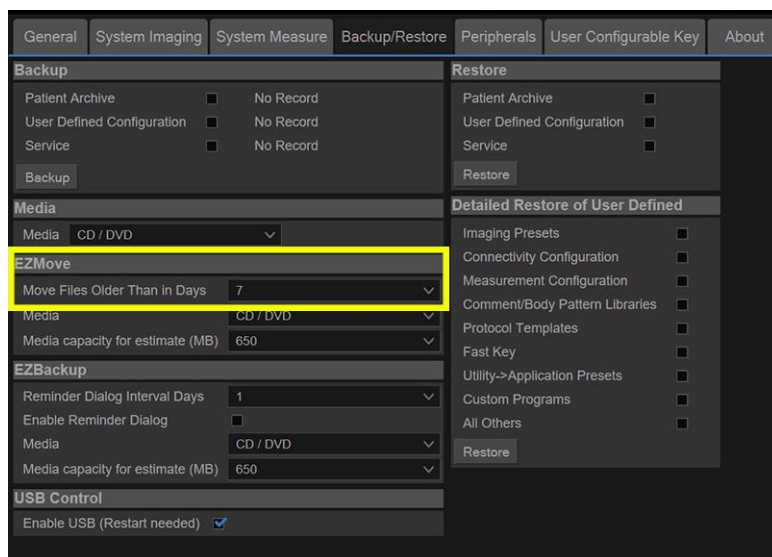 General System Imaging System Measure Backup/Restore Peripherals User Configurable Key About
Backup
Patient Archive No Record
User Defined Configuration No Record
Service No Record
Backup
Media
Media CD / DVD
EZMove
Move Files Older Than in Days 7
Media CD / DVD
Media capacity for estimate (MB) 650
EZBackup
Reminder Dialog Interval Days 1
Enable Reminder Dialog
Media CD / DVD
Media capacity for estimate (MB) 650
USB Control
Enable USB (Restart needed)
Restore
Patient Archive
User Defined Configuration
Service
Restore
Detailed Restore of User Defined
Imaging Presets
Connectivity Configuration
Measurement Configuration
Comment/Body Pattern Libraries
Protocol Templates
Fast Key
Utility->Application Presets
Custom Programs
All Others
Restore